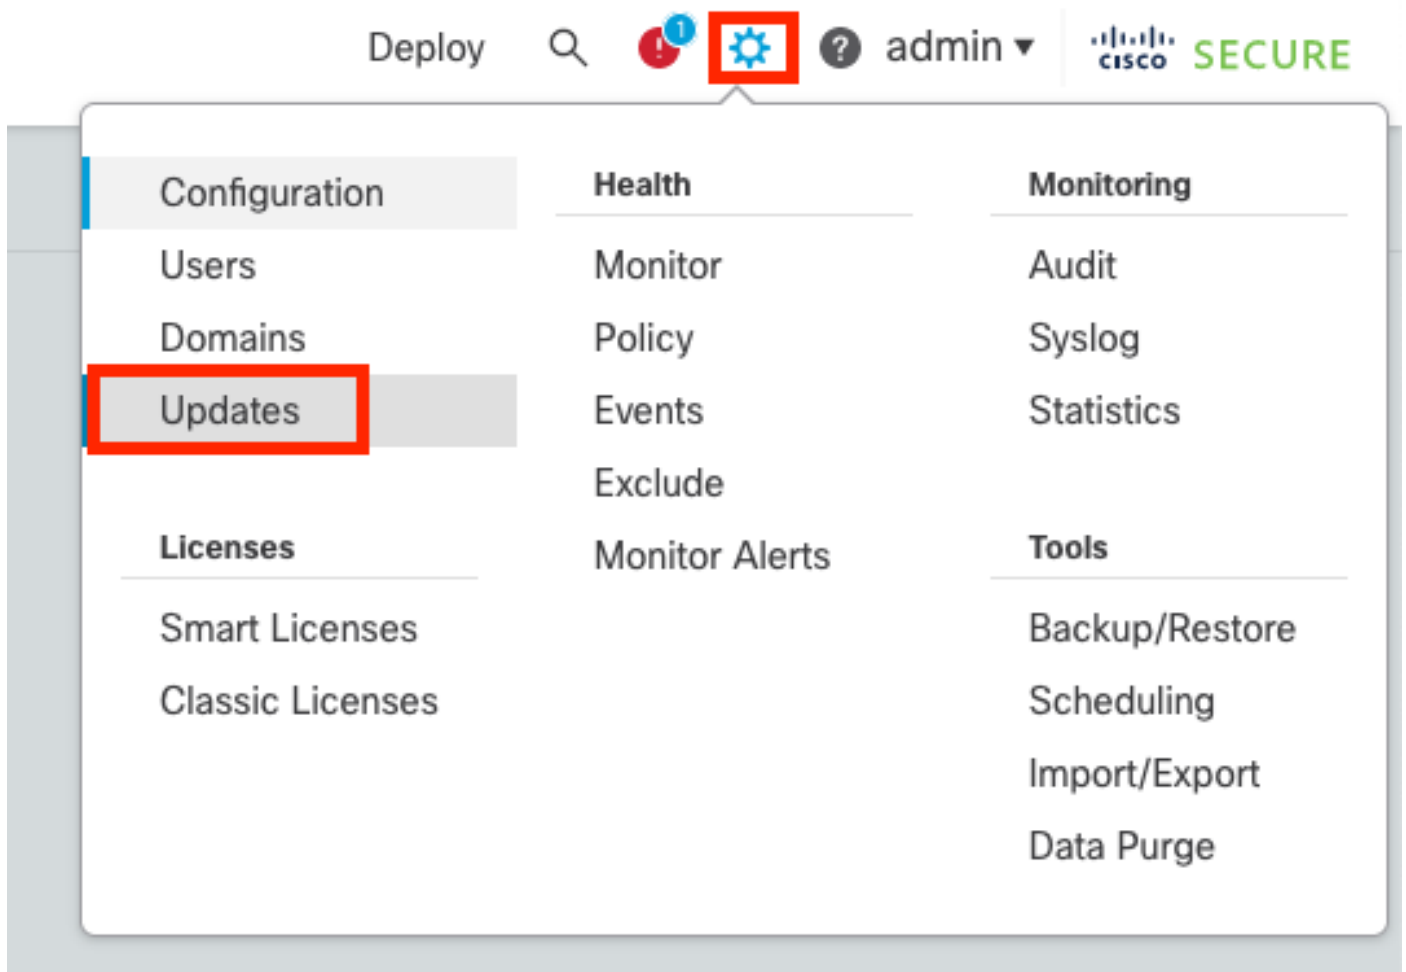 Deploy
1
!
?
admin
cisco SECURE
Configuration
Users
Domains
Updates
Licenses
Smart Licenses
Classic Licenses
Health
Monitor
Policy
Events
Exclude
Monitor Alerts
Monitoring
Audit
Syslog
Statistics
Tools
Backup/Restore
Scheduling
Import/Export
Data Purge